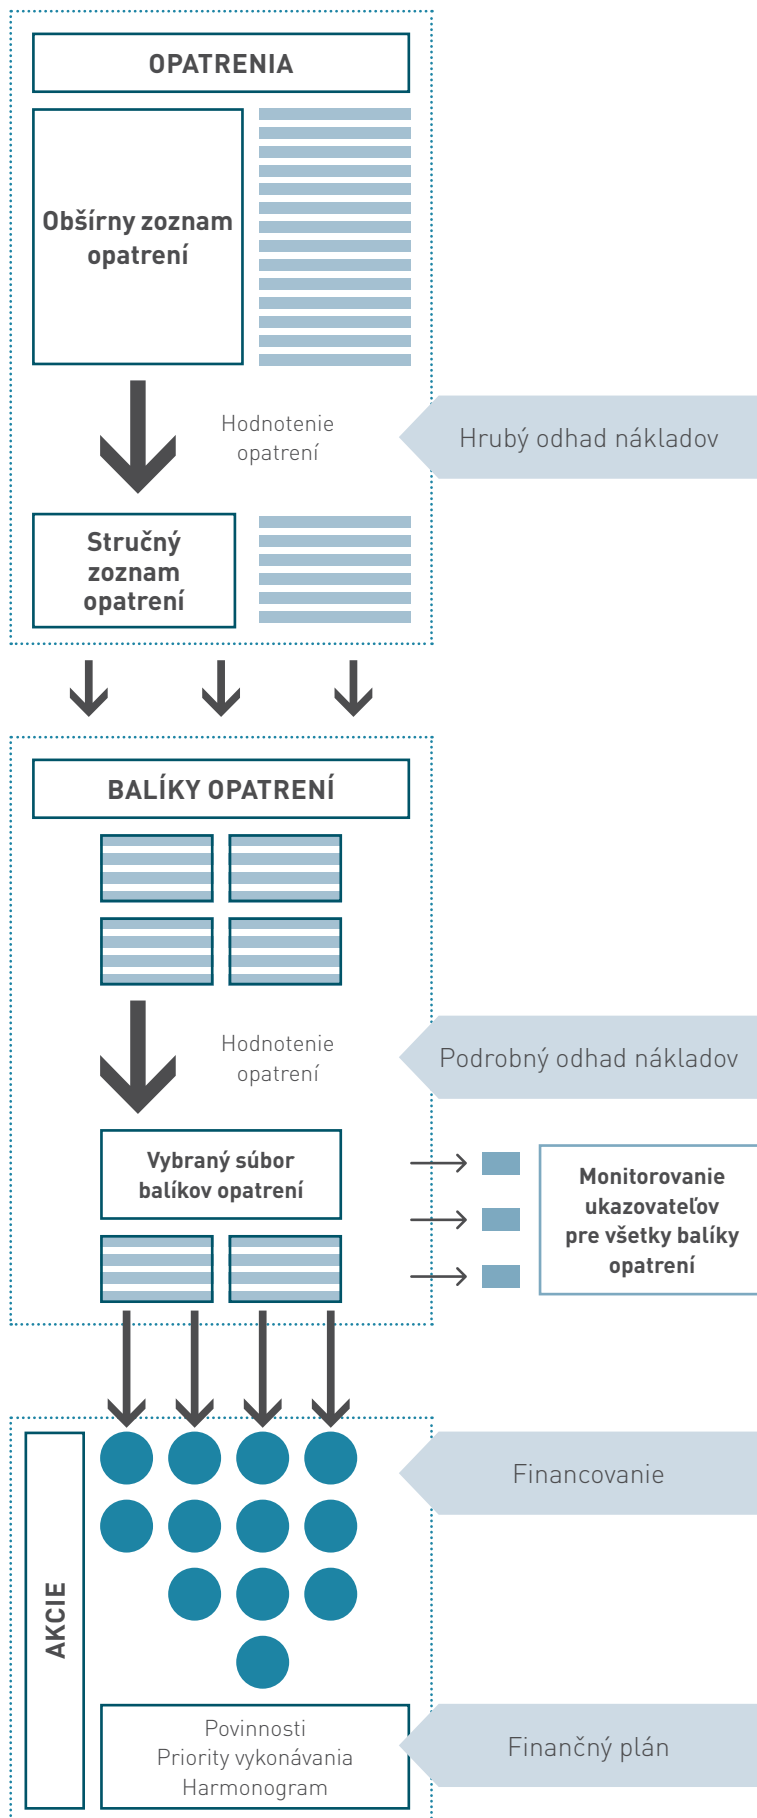 OPATRENIA
Obšírny zoznam
opatrení
Hodnotenie
opatrení
Hrubý odhad nákladov
Stručný
zoznam
opatrení
BALÍKY OPATRENÍ
Hodnotenie
opatrení
Podrobný odhad nákladov
Vybraný súbor
balíkov opatrení
Monitorovanie
ukazovateľov
pre všetky balíky
opatrení
AKCIE
Financovanie
Povinnosti
Priority vykonávania
Harmonogram
Finančný plán